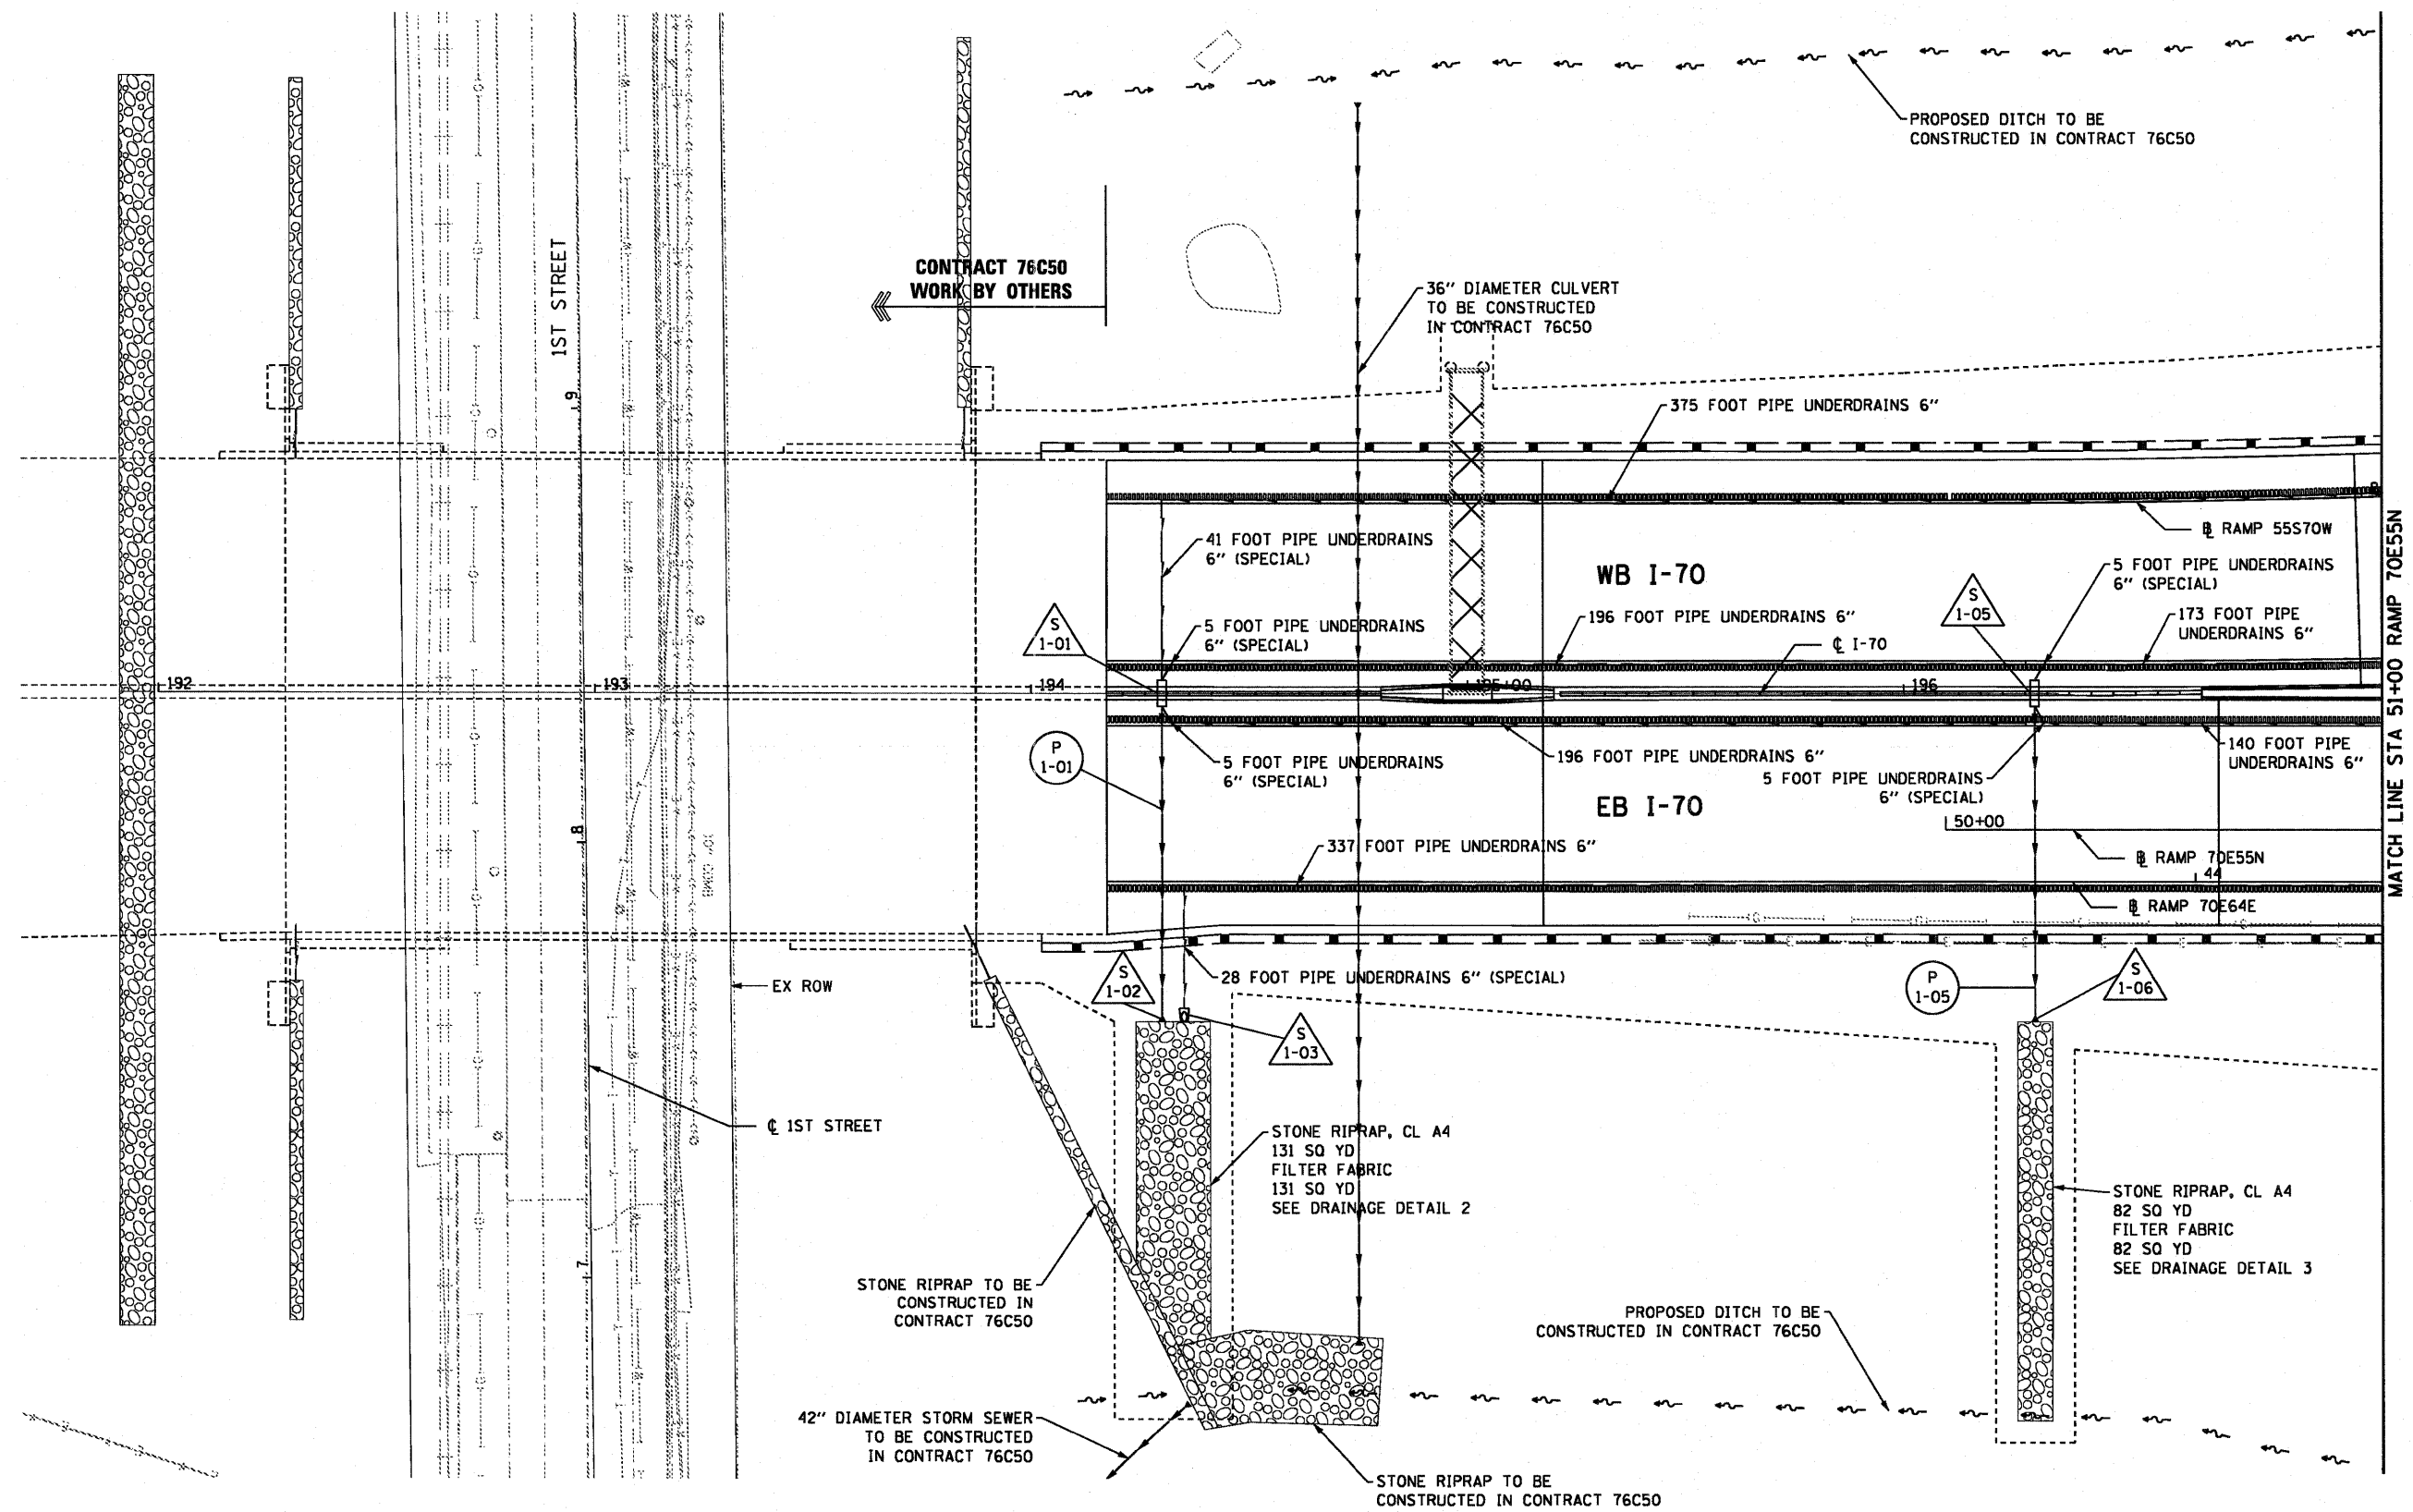 PROPOSED DITCH TO BE
CONSTRUCTED IN CONTRACT 76C50
1ST STREET
CONTRACT 76C50
WORK BY OTHERS
36" DIAMETER CULVERT
TO BE CONSTRUCTED
IN CONTRACT 76C50
9
375 FOOT PIPE UNDERDRAINS 6"
℄ RAMP 55S70W
41 FOOT PIPE UNDERDRAINS
6" (SPECIAL)
WB I-70
5 FOOT PIPE UNDERDRAINS
6" (SPECIAL)
S
1-05
S
1-01
5 FOOT PIPE UNDERDRAINS
6" (SPECIAL)
196 FOOT PIPE UNDERDRAINS 6"
173 FOOT PIPE
UNDERDRAINS 6"
℄ I-70
192
193
194
195+00
196
MATCH LINE STA 51+00 RAMP 70E55N
P
1-01
5 FOOT PIPE UNDERDRAINS
6" (SPECIAL)
196 FOOT PIPE UNDERDRAINS 6"
140 FOOT PIPE
UNDERDRAINS 6"
5 FOOT PIPE UNDERDRAINS
6" (SPECIAL)
EB I-70
50+00
8
337 FOOT PIPE UNDERDRAINS 6"
BL RAMP 70E55N
44
BL RAMP 70E64E
EX ROW
S
1-02
28 FOOT PIPE UNDERDRAINS 6" (SPECIAL)
P
1-05
S
1-06
S
1-03
℄ 1ST STREET
STONE RIPRAP, CL A4
131 SQ YD
FILTER FABRIC
131 SQ YD
SEE DRAINAGE DETAIL 2
STONE RIPRAP, CL A4
82 SQ YD
FILTER FABRIC
82 SQ YD
SEE DRAINAGE DETAIL 3
7
STONE RIPRAP TO BE
CONSTRUCTED IN
CONTRACT 76C50
PROPOSED DITCH TO BE
CONSTRUCTED IN CONTRACT 76C50
42" DIAMETER STORM SEWER
TO BE CONSTRUCTED
IN CONTRACT 76C50
STONE RIPRAP TO BE
CONSTRUCTED IN CONTRACT 76C50